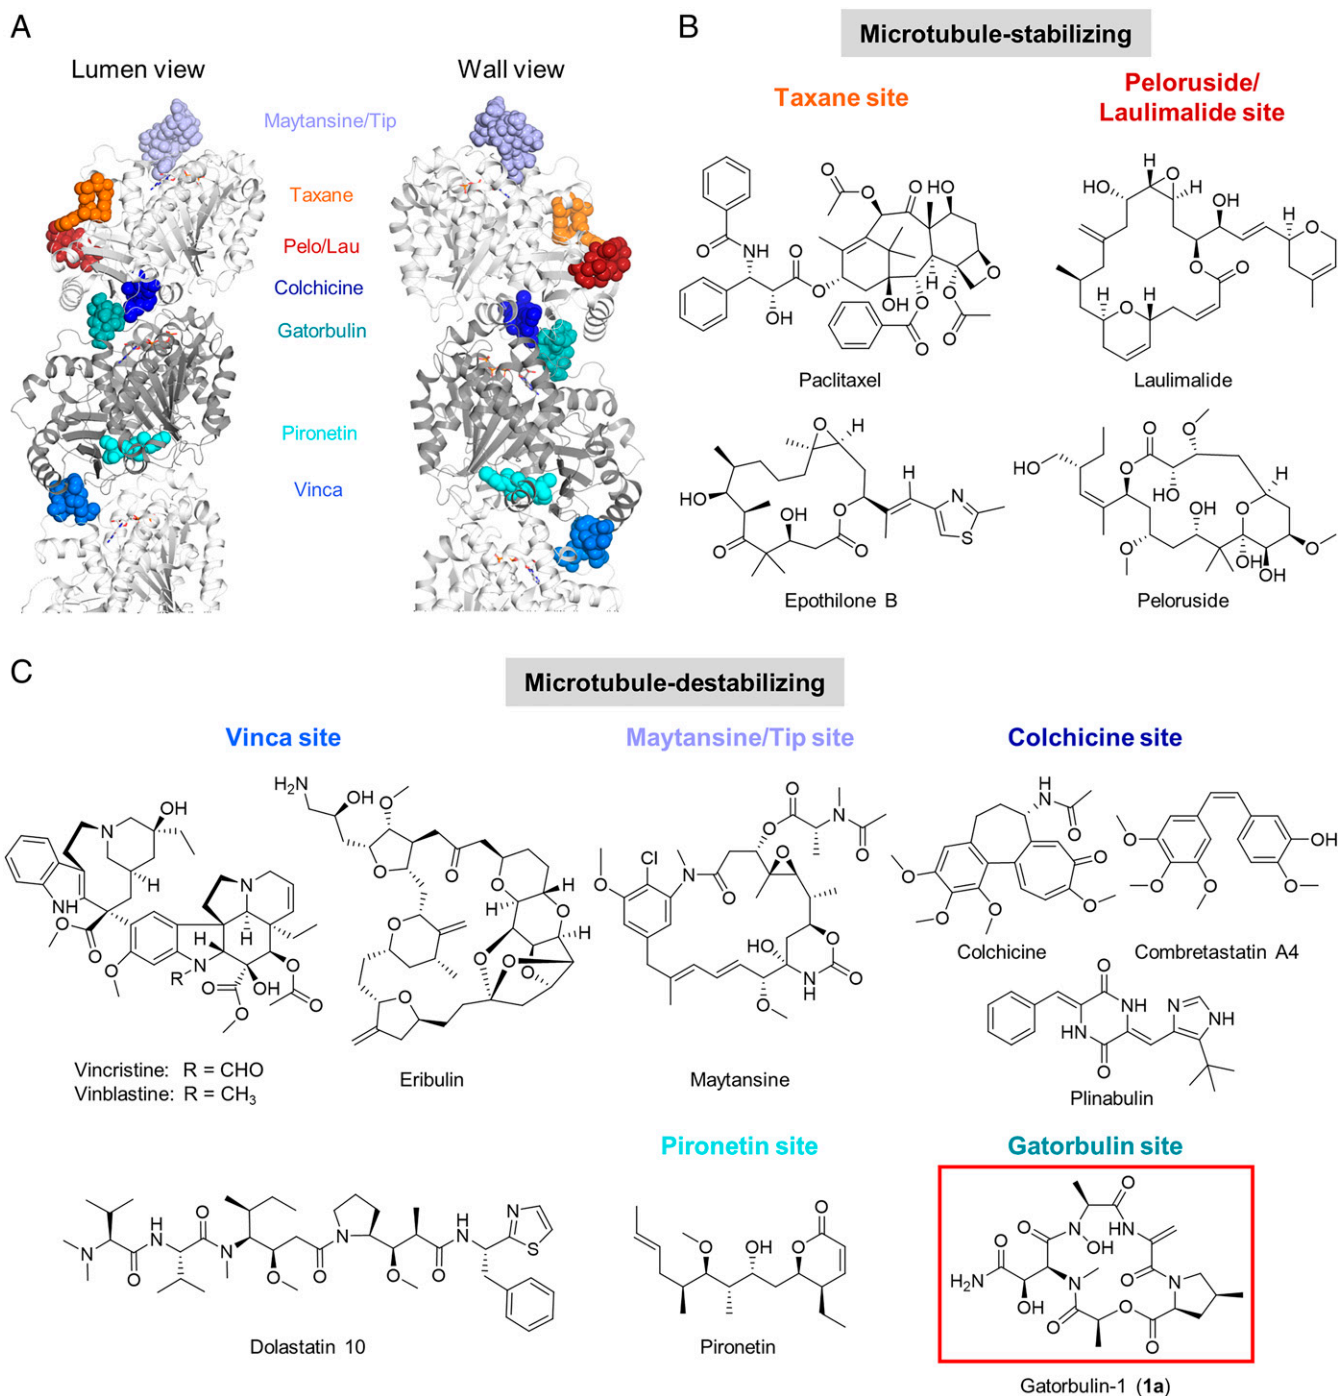 A
Lumen view
Wall view
Maytansine/Tip
Taxane
Pelo/Lau
Colchicine
Gatorbulin
Pironetin
Vinca
B
Microtubule-stabilizing
Taxane site
Peloruside/
Laulimalide site
Paclitaxel
Laulimalide
Epothilone B
Peloruside
C
Microtubule-destabilizing
Vinca site
Maytansine/Tip site
Colchicine site
Vincristine: R = CHO
Vinblastine: R = CH3
Eribulin
Maytansine
Colchicine
Combretastatin A4
Plinabulin
Pironetin site
Gatorbulin site
Dolastatin 10
Pironetin
Gatorbulin-1 (1a)